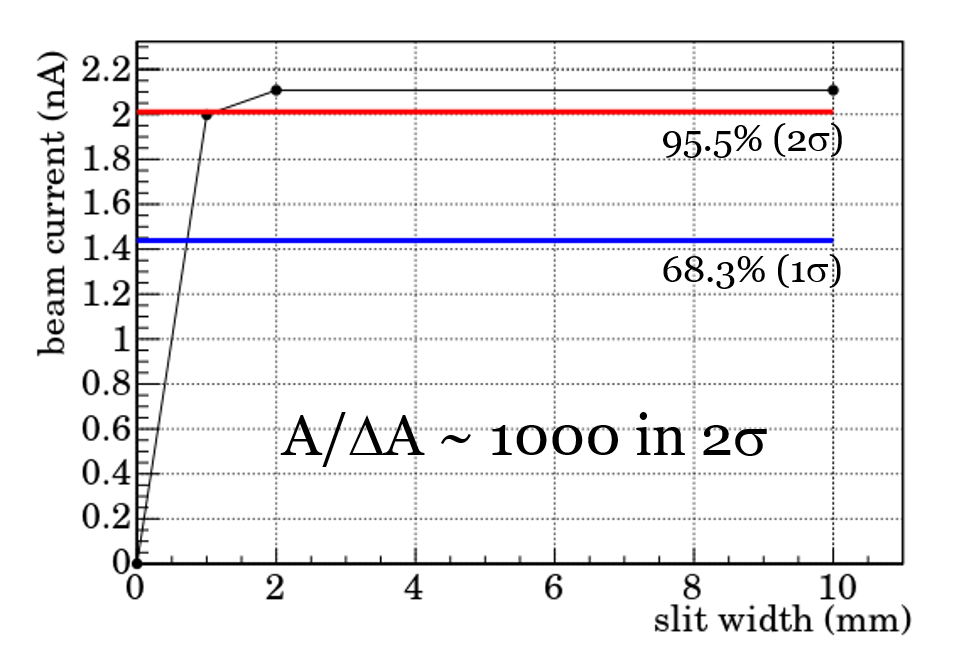 beam current (nA)
2.2
2
1.8
1.6
1.4
1.2
1
0.8
0.6
0.4
0.2
0
95.5% (2σ)
68.3% (1σ)
A/ΔA ~ 1000 in 2σ
0 2 4 6 8 10
slit width (mm)